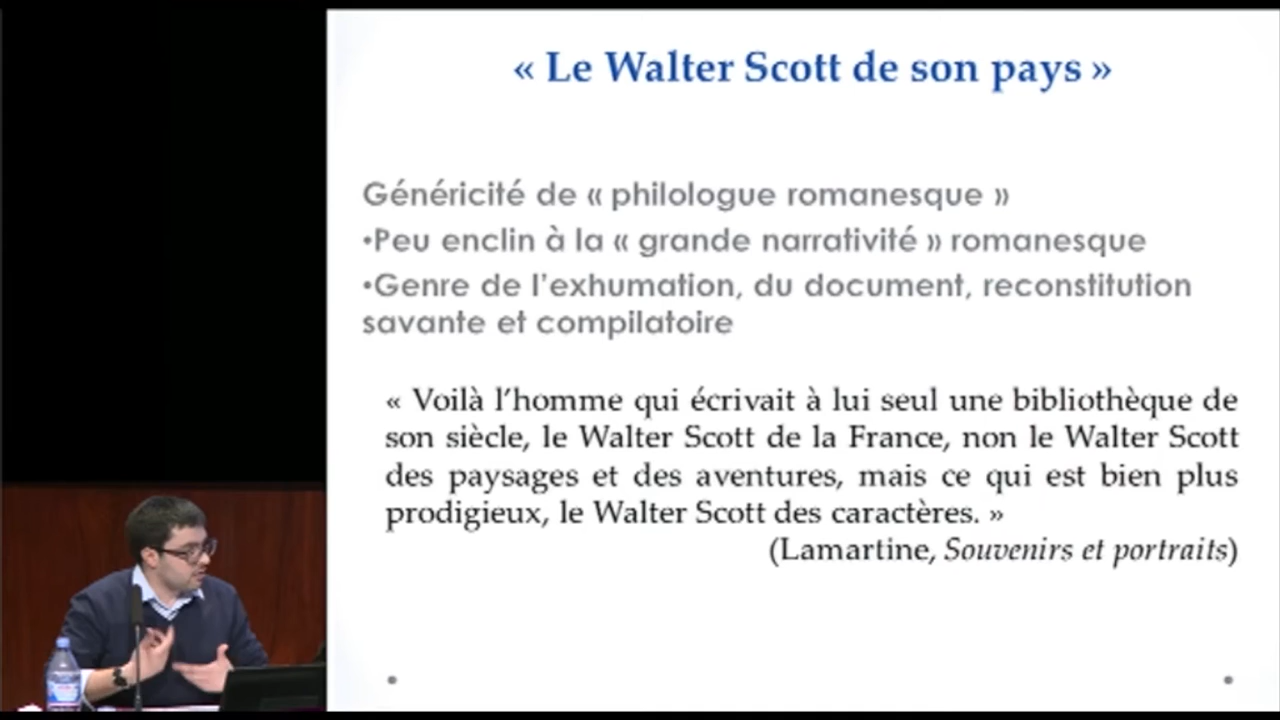 « Le Walter Scott de son pays »
Généricité de « philologue romanesque »
•Peu enclin à la « grande narrativité » romanesque
•Genre de l'exhumation, du document, reconstitution
savante et compilatoire
« Voilà l'homme qui écrivait à lui seul une bibliothèque de
son siècle, le Walter Scott de la France, non le Walter Scott
des paysages et des aventures, mais ce qui est bien plus
prodigieux, le Walter Scott des caractères. »
(Lamartine, Souvenirs et portraits)